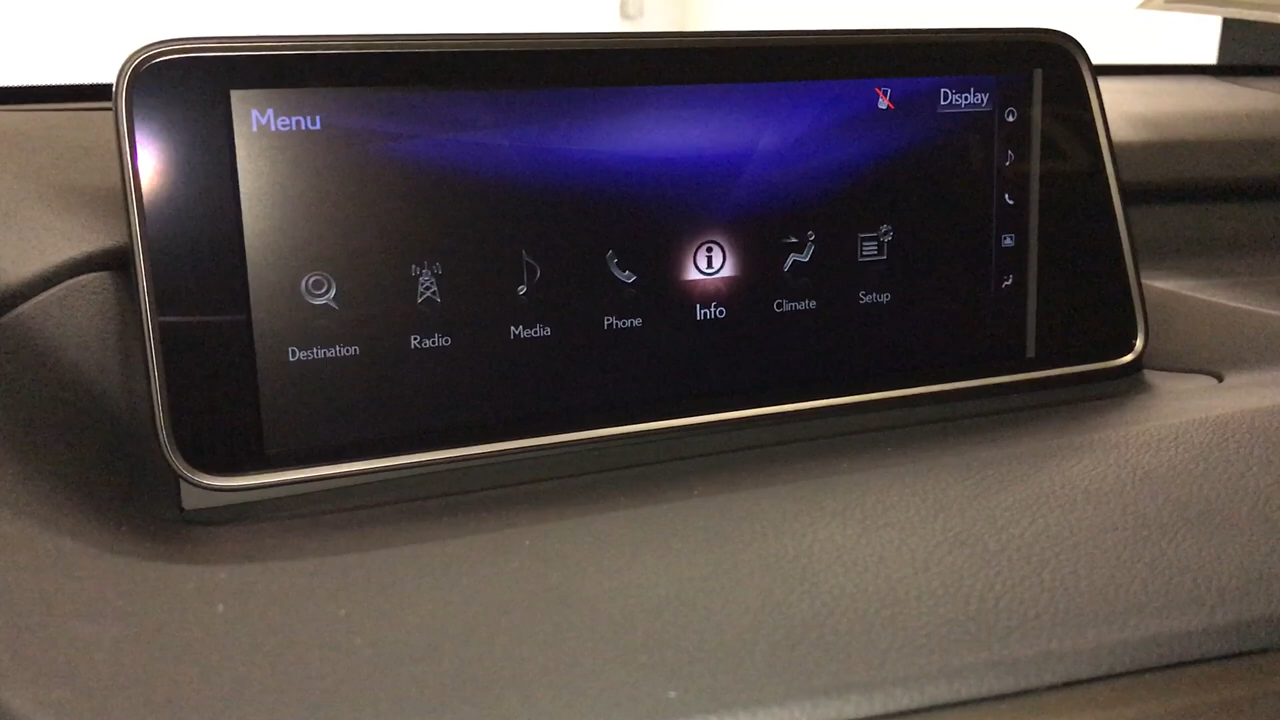 Menu
Display
Destination
Radio
Media
Phone
Info
Climate
Setup